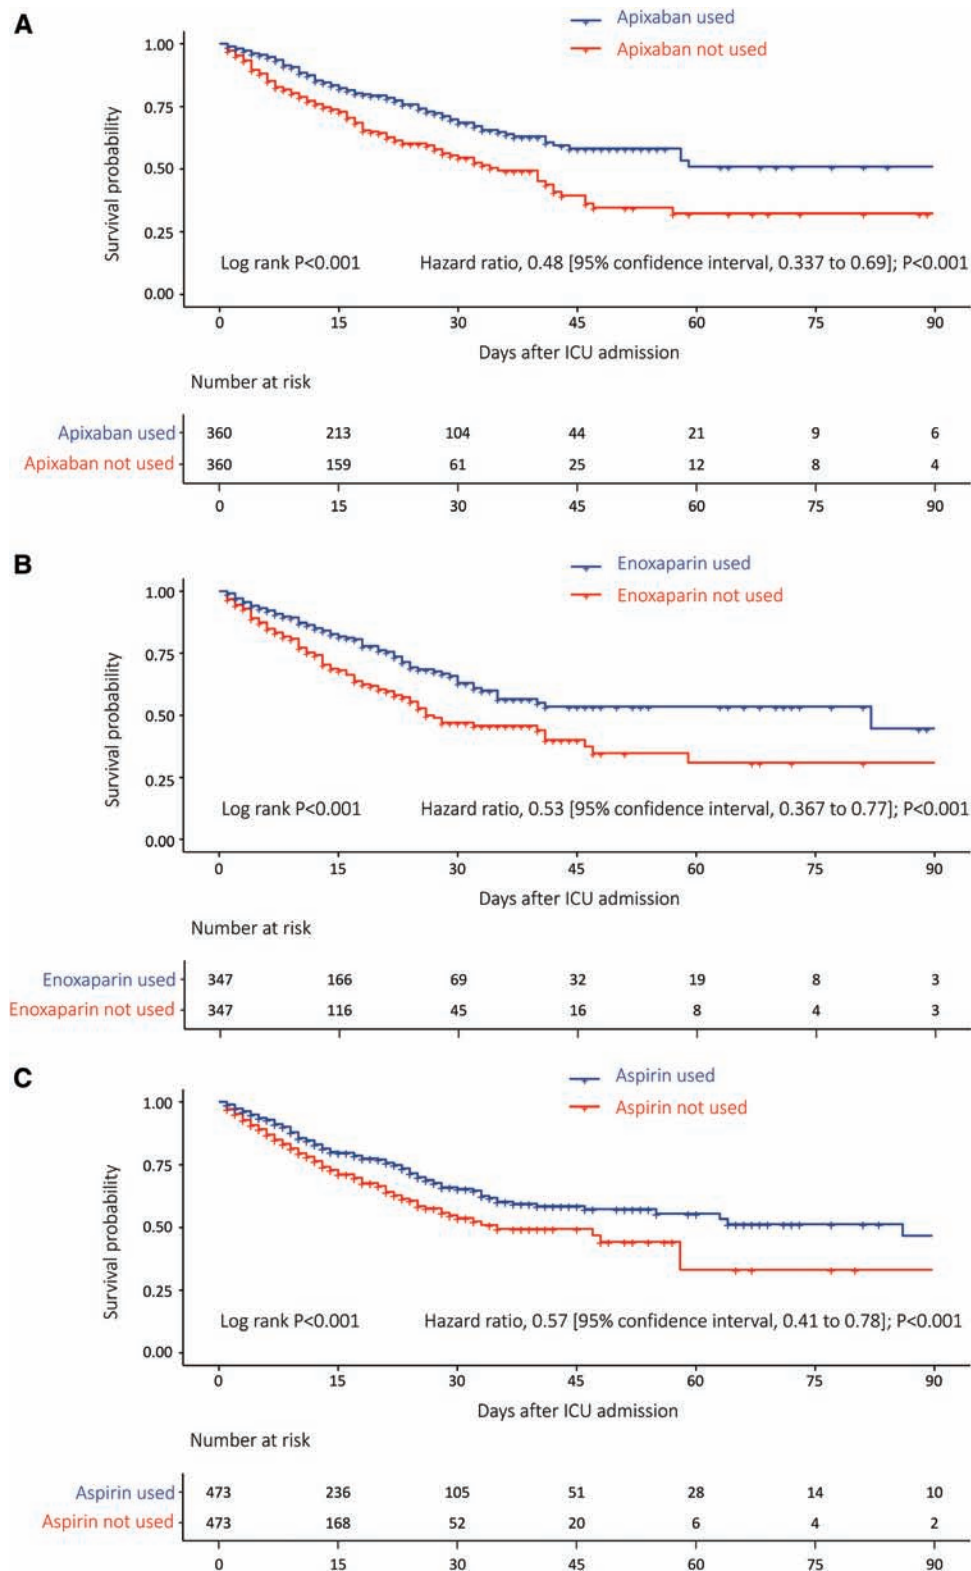 A
Apixaban used
Apixaban not used
1.00
0.75
0.50
0.25
0.00
Survival probability
Log rank P<0.001 Hazard ratio, 0.48 [95% confidence interval, 0.337 to 0.69]; P<0.001
0 15 30 45 60 75 90
Days after ICU admission
Number at risk
Apixaban used 360 213 104 44 21 9 6
Apixaban not used 360 159 61 25 12 8 4
0 15 30 45 60 75 90
B
Enoxaparin used
Enoxaparin not used
1.00
0.75
0.50
0.25
0.00
Survival probability
Log rank P<0.001 Hazard ratio, 0.53 [95% confidence interval, 0.367 to 0.77]; P<0.001
0 15 30 45 60 75 90
Days after ICU admission
Number at risk
Enoxaparin used 347 166 69 32 19 8 3
Enoxaparin not used 347 116 45 16 8 4 3
C
Aspirin used
Aspirin not used
1.00
0.75
0.50
0.25
0.00
Survival probability
Log rank P<0.001 Hazard ratio, 0.57 [95% confidence interval, 0.41 to 0.78]; P<0.001
0 15 30 45 60 75 90
Days after ICU admission
Number at risk
Aspirin used 473 236 105 51 28 14 10
Aspirin not used 473 168 52 20 6 4 2
0 15 30 45 60 75 90